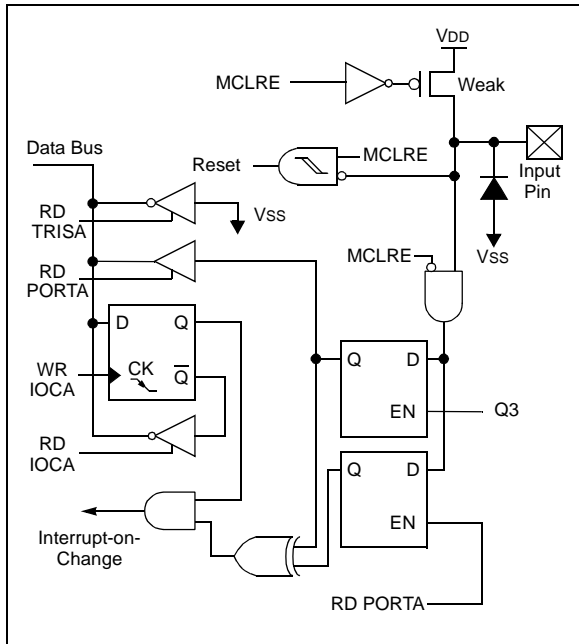 VDD
MCLRE
Weak
Data Bus
Reset
MCLRE
Input
Pin
RD
TRISA
VSS
VSS
MCLRE
RD
PORTA
D
Q
Q
D
WR
IOCA
CK
Q
EN
Q3
RD
IOCA
Q
D
EN
Interrupt-on-
Change
RD PORTA